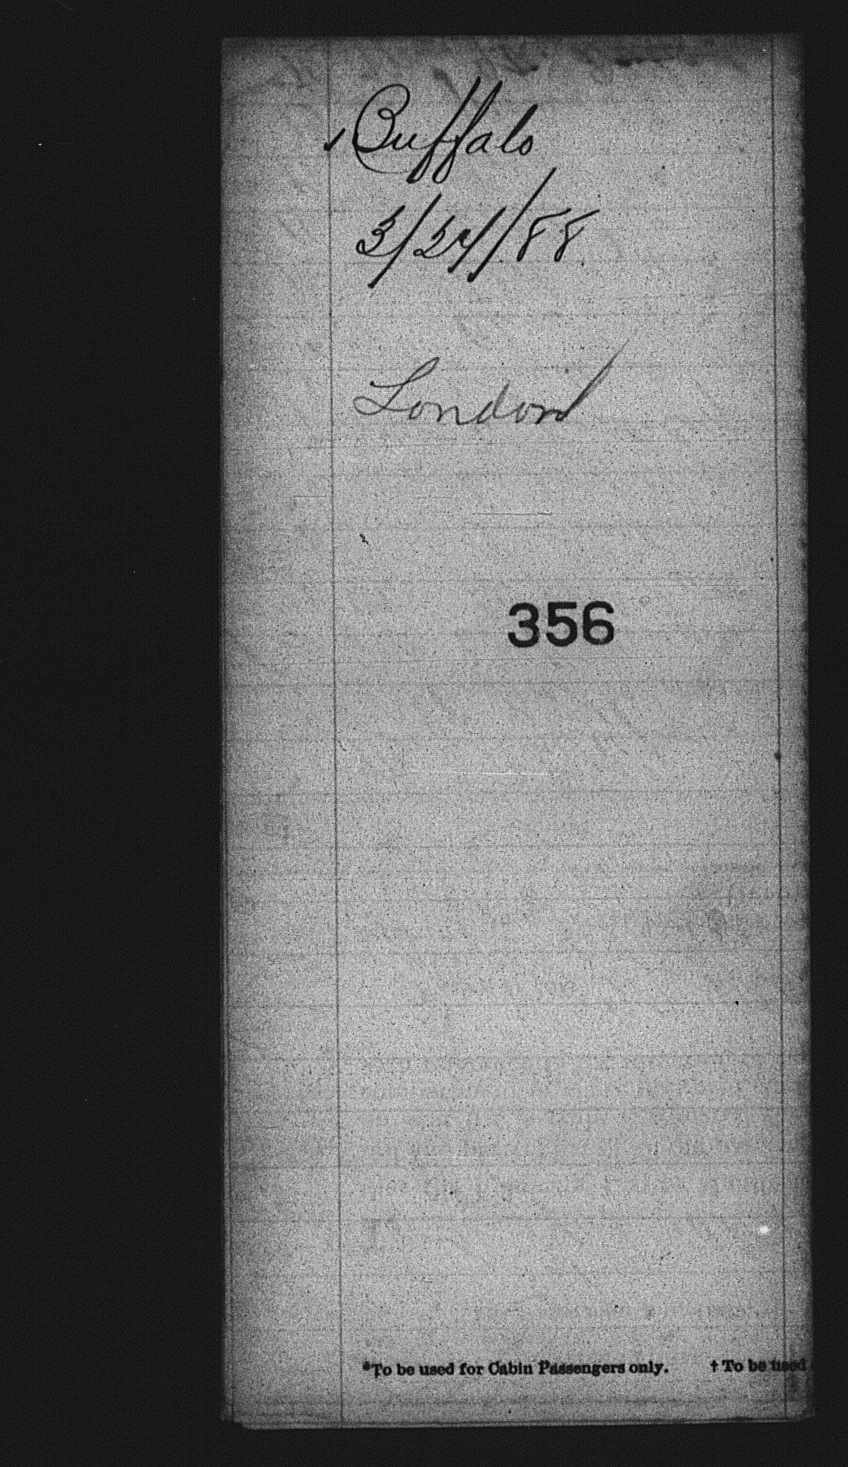 Buffalo
3/24/88
London
356
*To be used for Cabin Passengers only. † To be used